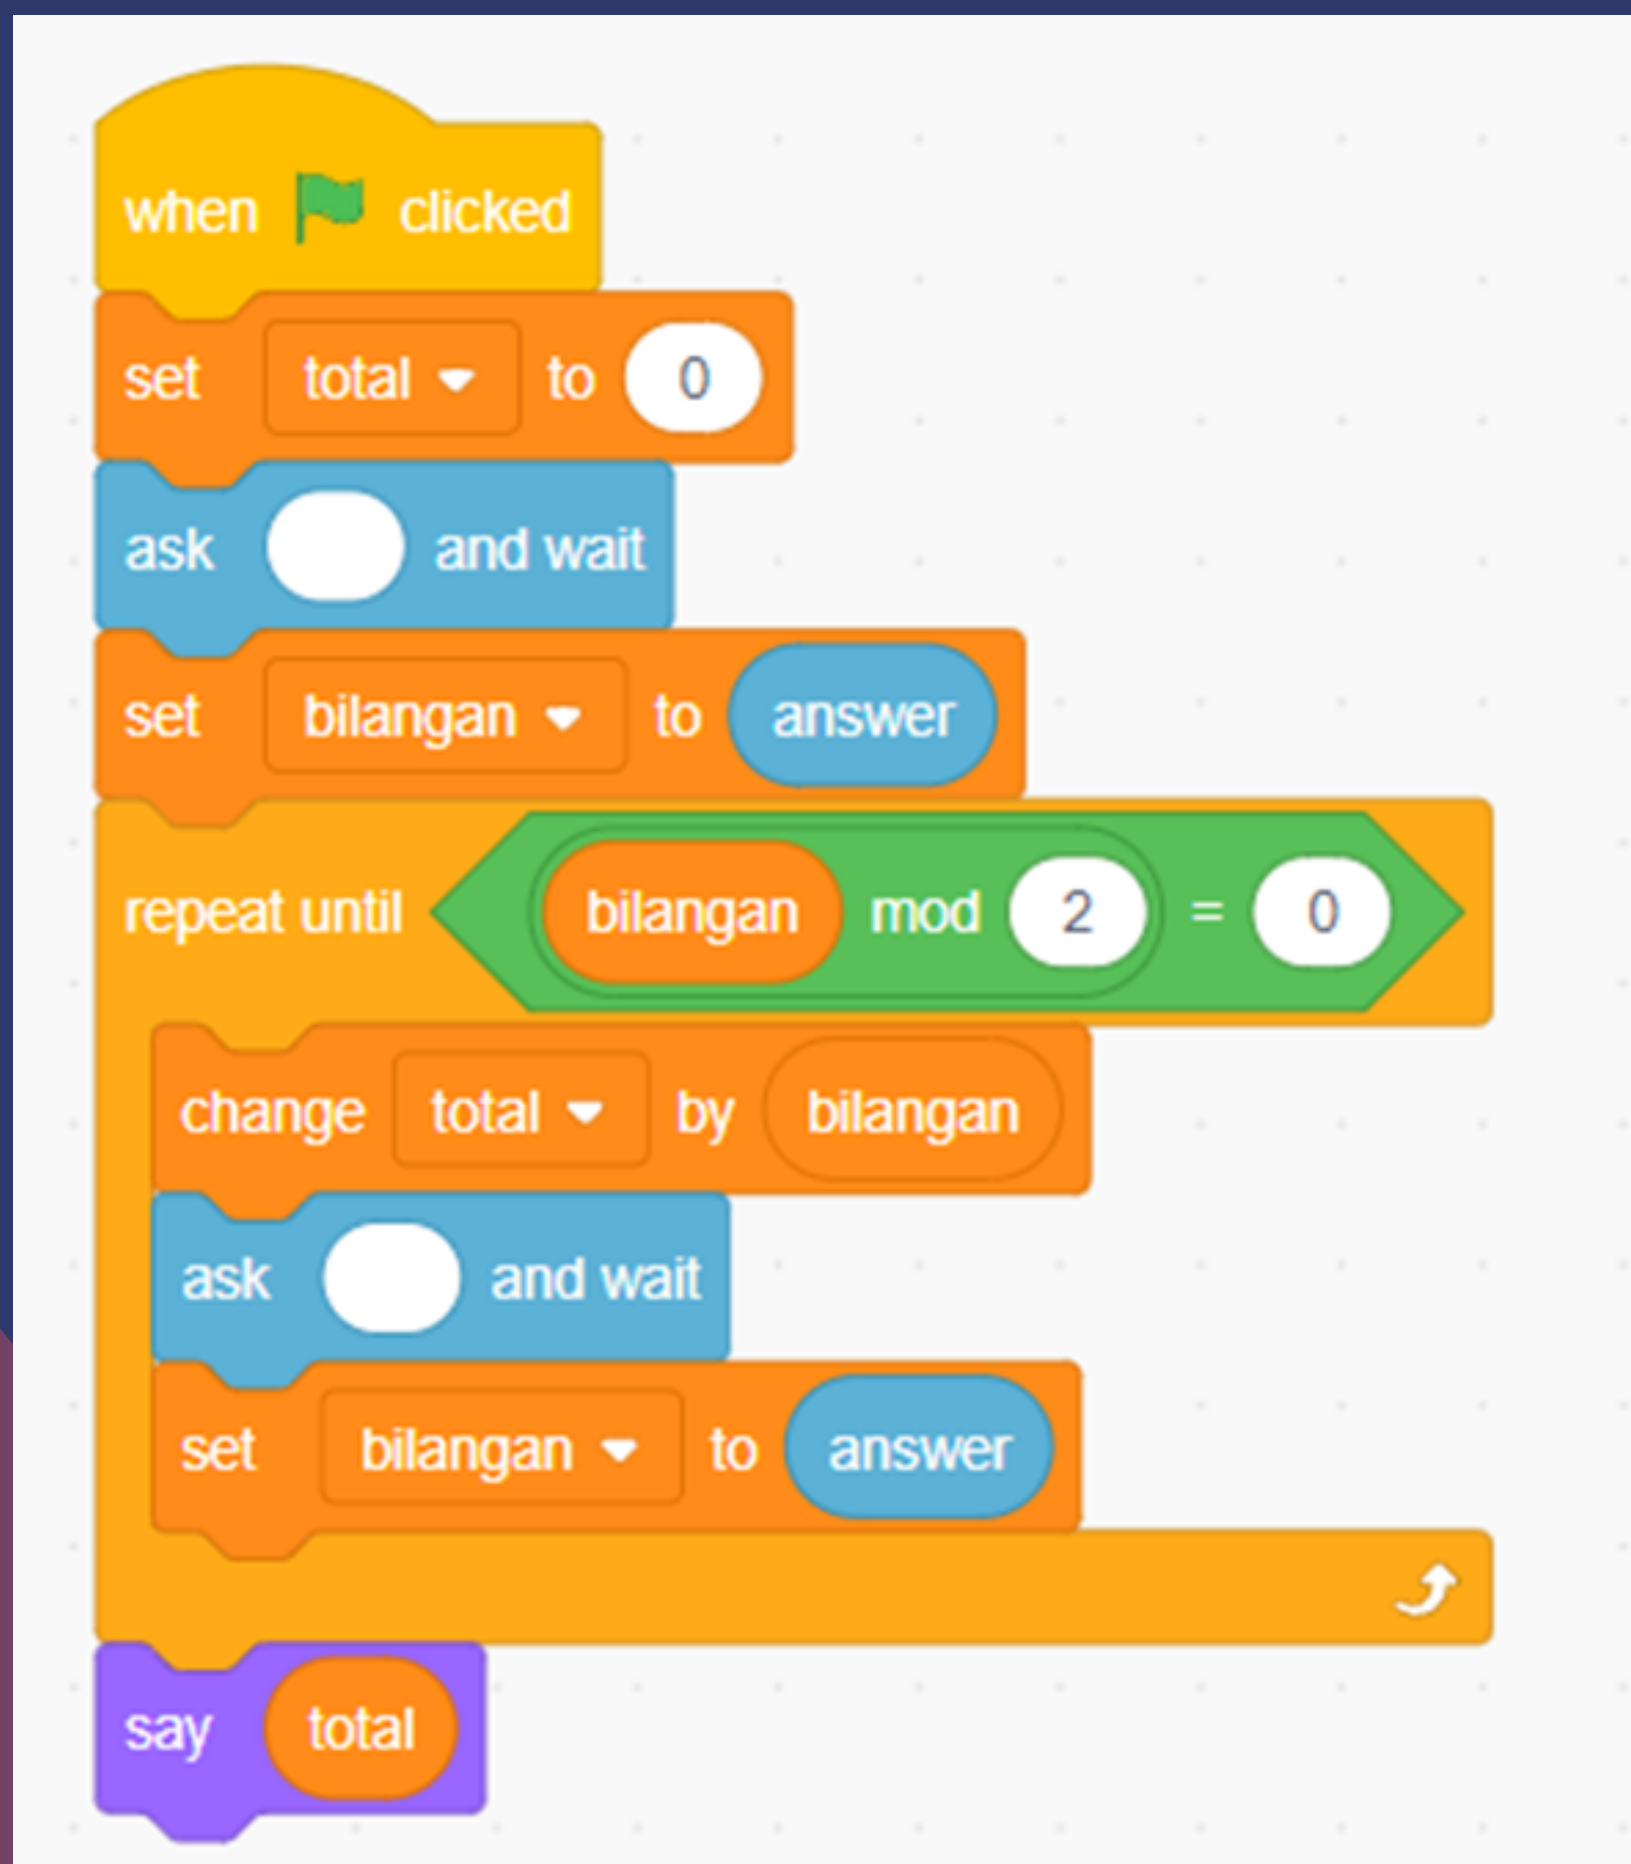 when clicked
set total to 0
ask and wait
set bilangan to answer
repeat until bilangan mod 2 = 0
change total by bilangan
ask and wait
set bilangan to answer
say total